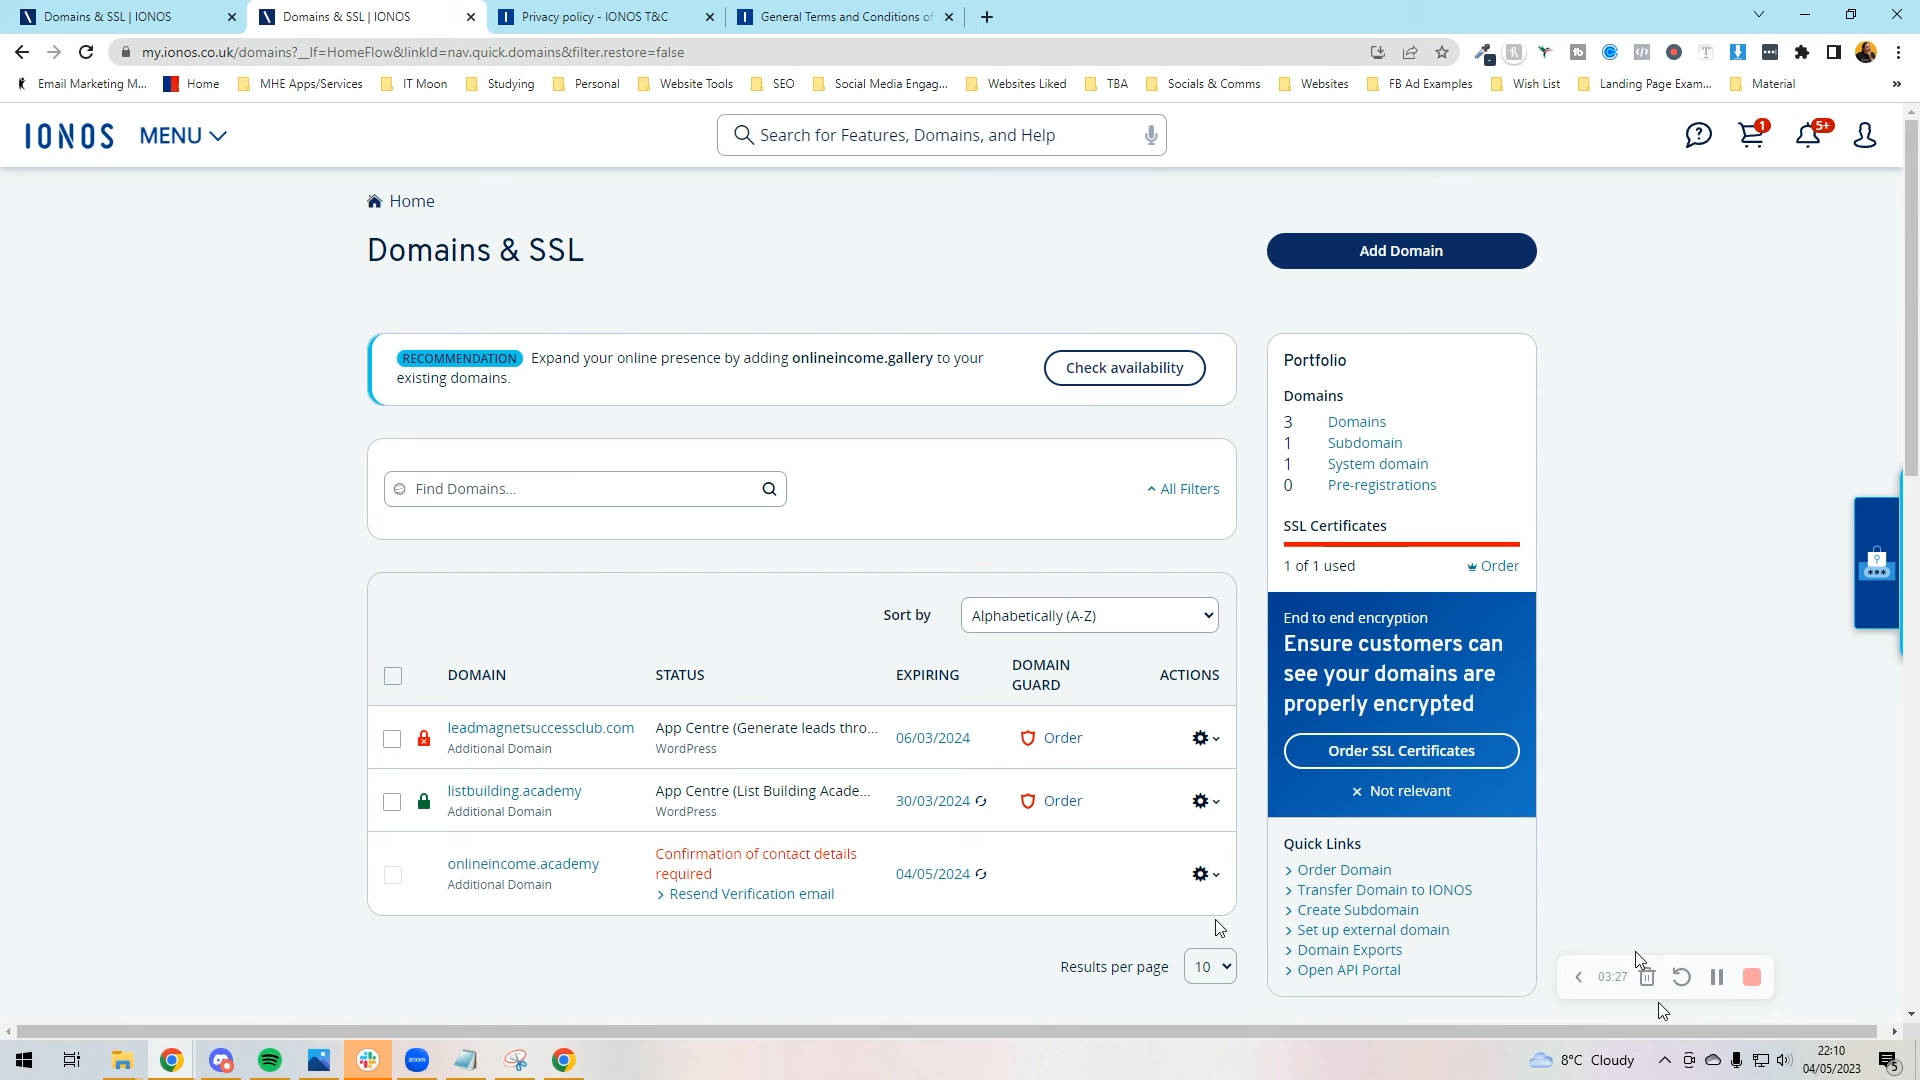 Domains & SSL | IONOS
Domains & SSL | IONOS
Privacy policy - IONOS T&C
General Terms and Conditions of
my.ionos.co.uk/domains?__lf=HomeFlow&linkId=nav.quick.domains&filter.restore=false
Email Marketing M...
Home
MHE Apps/Services
IT Moon
Studying
Personal
Website Tools
SEO
Social Media Engag...
Websites Liked
TBA
Socials & Comms
Websites
FB Ad Examples
Wish List
Landing Page Exam...
Material
IONOS
MENU
Search for Features, Domains, and Help
1
5+
Home
Domains & SSL
Add Domain
RECOMMENDATION Expand your online presence by adding onlineincome.gallery to your
existing domains.
Check availability
Find Domains...
All Filters
Sort by
Alphabetically (A-Z)
DOMAIN
STATUS
EXPIRING
DOMAIN
GUARD
ACTIONS
leadmagnetsuccessclub.com
Additional Domain
App Centre (Generate leads thro...
WordPress
06/03/2024
Order
listbuilding.academy
Additional Domain
App Centre (List Building Acade...
WordPress
30/03/2024
Order
onlineincome.academy
Additional Domain
Confirmation of contact details
required
Resend Verification email
04/05/2024
Results per page
10
Portfolio
Domains
3 Domains
1 Subdomain
1 System domain
0 Pre-registrations
SSL Certificates
1 of 1 used
Order
End to end encryption
Ensure customers can
see your domains are
properly encrypted
Order SSL Certificates
Not relevant
Quick Links
Order Domain
Transfer Domain to IONOS
Create Subdomain
Set up external domain
Domain Exports
Open API Portal
03:27
zoom
8°C Cloudy
22:10
04/05/2023
5